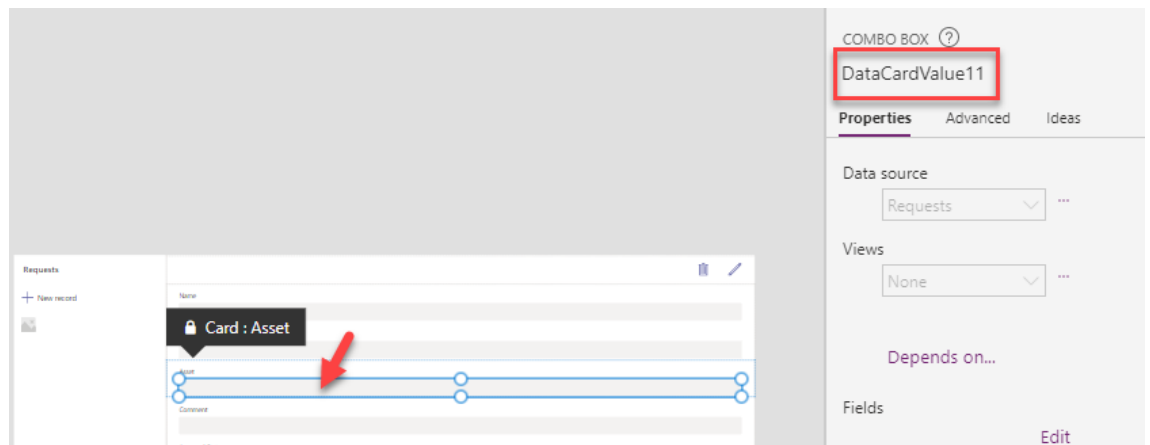 COMBO BOX ?
DataCardValue11
Properties Advanced Ideas
Data source
Requests
Views
None
Depends on...
Fields
Edit
Requests
New record
Name
Card : Asset
Asset
Comment